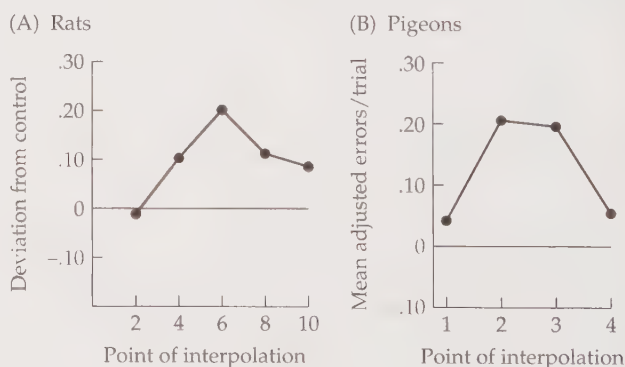 (A) Rats
.30
.20
.10
0
–.10
Deviation from control
2 4 6 8 10
Point of interpolation
(B) Pigeons
.30
.20
.10
0
.10
Mean adjusted errors/trial
1 2 3 4
Point of interpolation